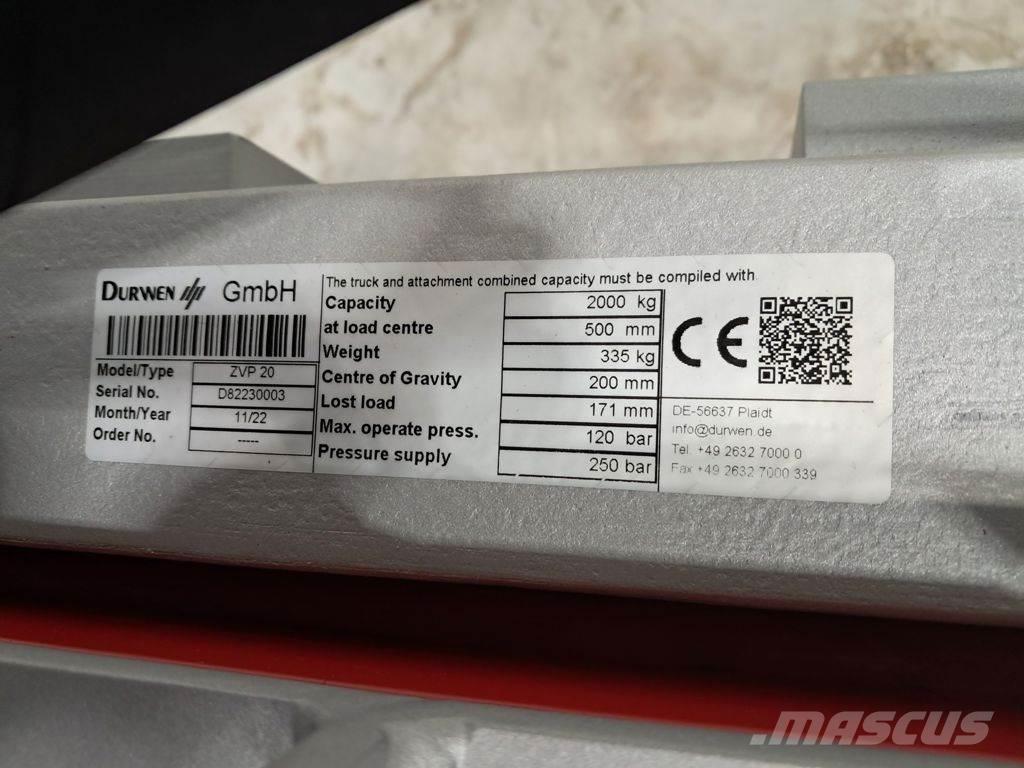 DURWEN GmbH
Model/Type ZVP 20
Serial No. D82230003
Month/Year 11/22
Order No. -----
The truck and attachment combined capacity must be compiled with.
Capacity 2000 kg
at load centre 500 mm
Weight 335 kg
Centre of Gravity 200 mm
Lost load 171 mm
Max. operate press. 120 bar
Pressure supply 250 bar
CE
DE-56637 Plaidt
info@durwen.de
Tel. +49 2632 7000 0
Fax +49 2632 7000 339
MASCUS